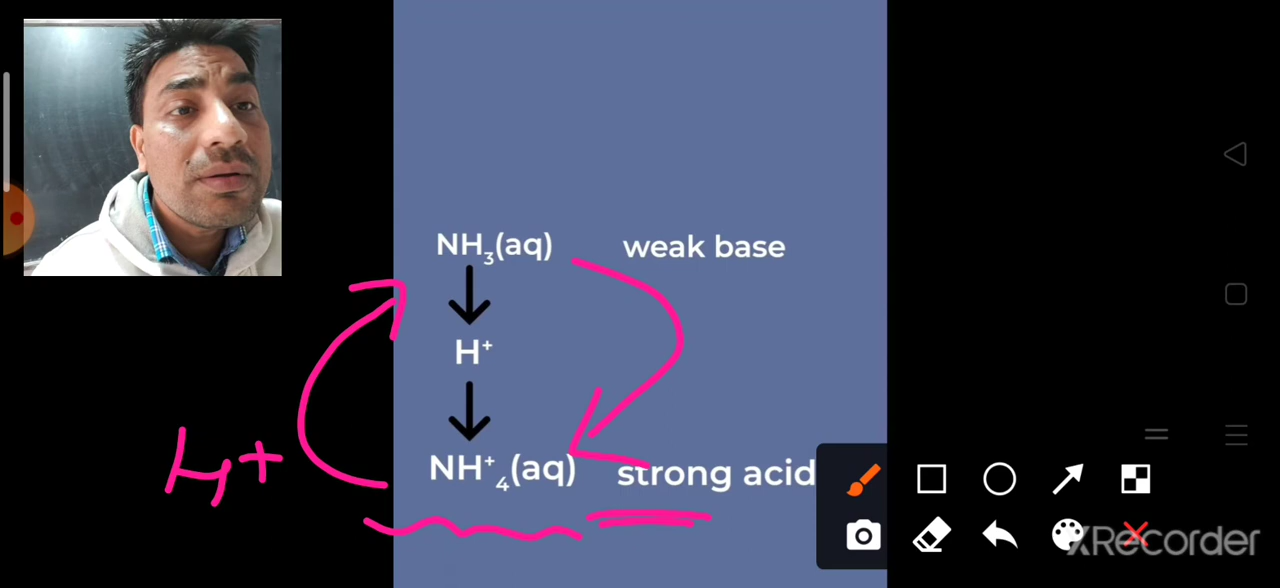 NH₃(aq) weak base
H⁺
NH⁺₄(aq) strong acid
H+
XRecorder